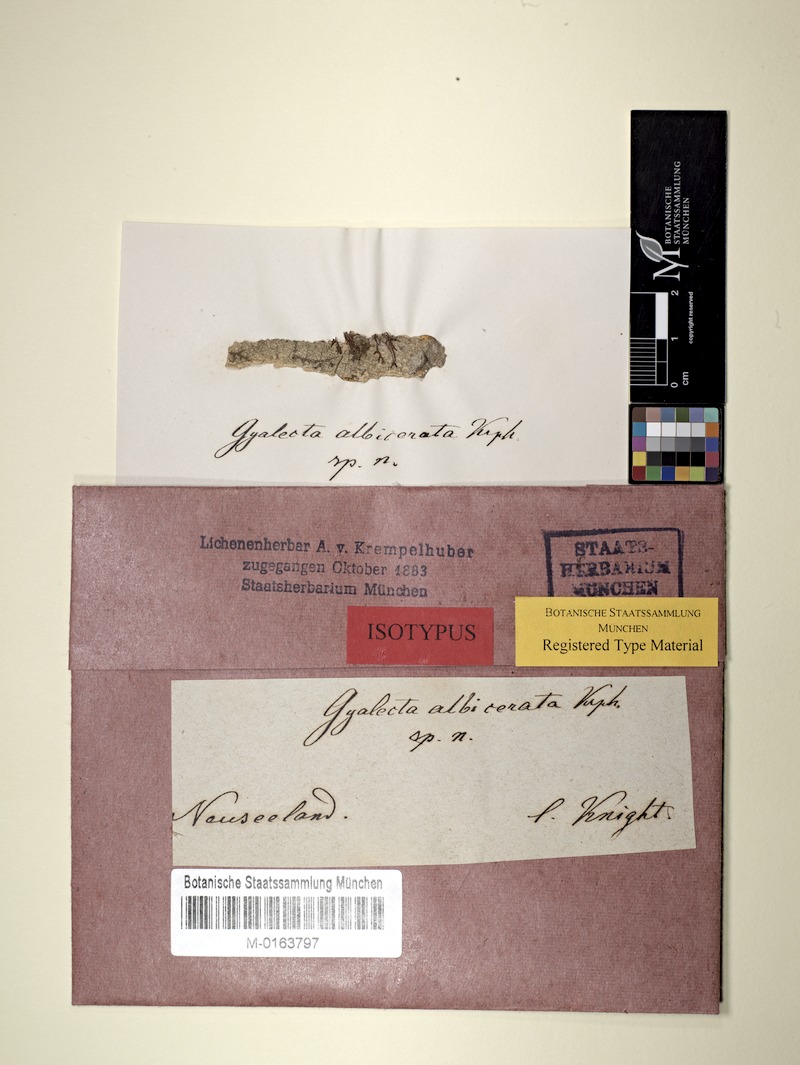 BOTANISCHE
STAATSSAMMLUNG
MÜNCHEN
M
0 1 2
cm
copyright reserved
Gyalecta albicerata Krph.
sp. n.
Lichenenherbar A. v. Krempelhuber
zugegangen Oktober 1883
Staatsherbarium München
STAATS-
HERBARIUM
MÜNCHEN
ISOTYPUS
BOTANISCHE STAATSSAMMLUNG
MÜNCHEN
Registered Type Material
Gyalecta albicerata Krph.
sp. n.
Neuseeland.
l. Knight.
Botanische Staatssammlung München
M-0163797